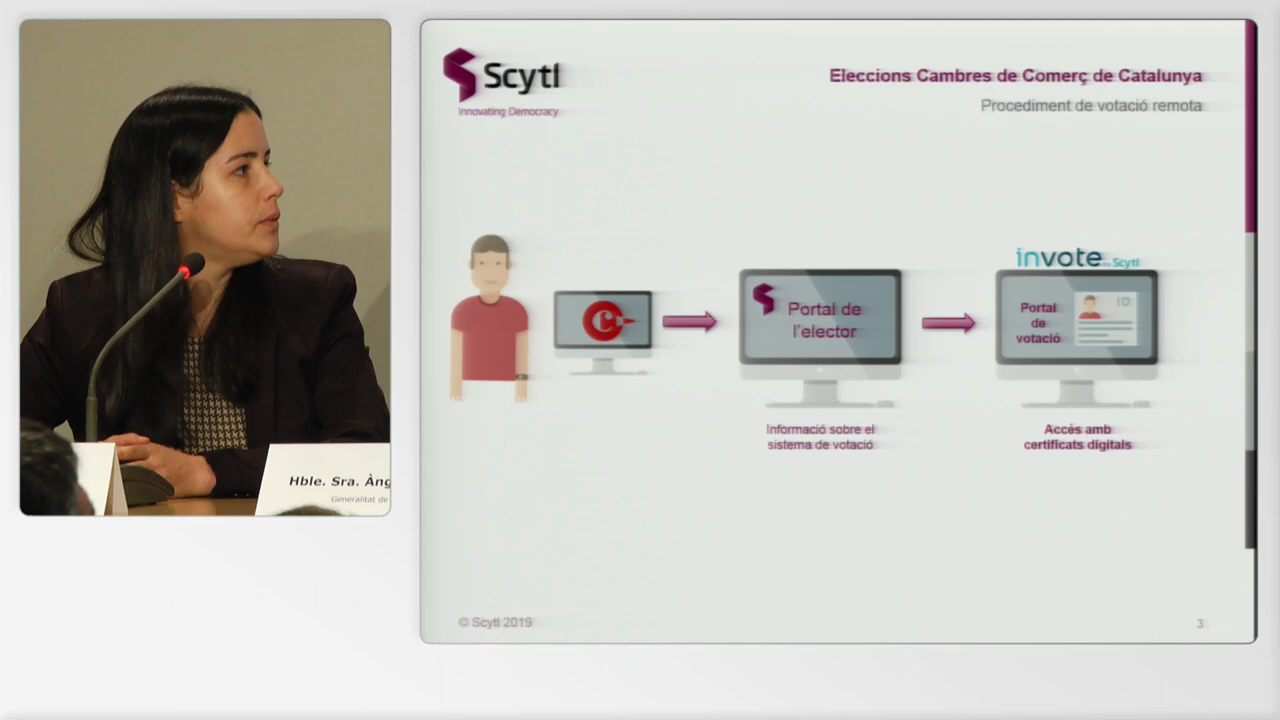 Scytl
Innovating Democracy
Eleccions Cambres de Comerç de Catalunya
Procediment de votació remota
Portal de
l'elector
Informació sobre el
sistema de votació
invote
Scytl
Portal
de
votació
ID
Accés amb
certificats digitals
Hble. Sra. Àng
Generalitat de
© Scytl 2019
3